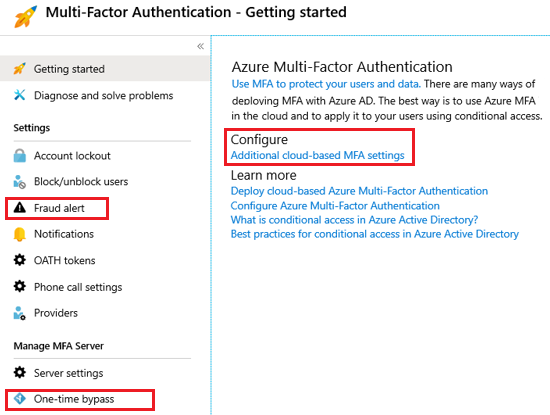 Multi-Factor Authentication - Getting started
«
Getting started
Diagnose and solve problems
Settings
Account lockout
Block/unblock users
Fraud alert
Notifications
OATH tokens
Phone call settings
Providers
Manage MFA Server
Server settings
One-time bypass
Azure Multi-Factor Authentication
Use MFA to protect your users and data. There are many ways of
deploying MFA with Azure AD. The best way is to use Azure MFA
in the cloud and to apply it to your users using conditional access.
Configure
Additional cloud-based MFA settings
Learn more
Deploy cloud-based Azure Multi-Factor Authentication
Configure Azure Multi-Factor Authentication
What is conditional access in Azure Active Directory?
Best practices for conditional access in Azure Active Directory